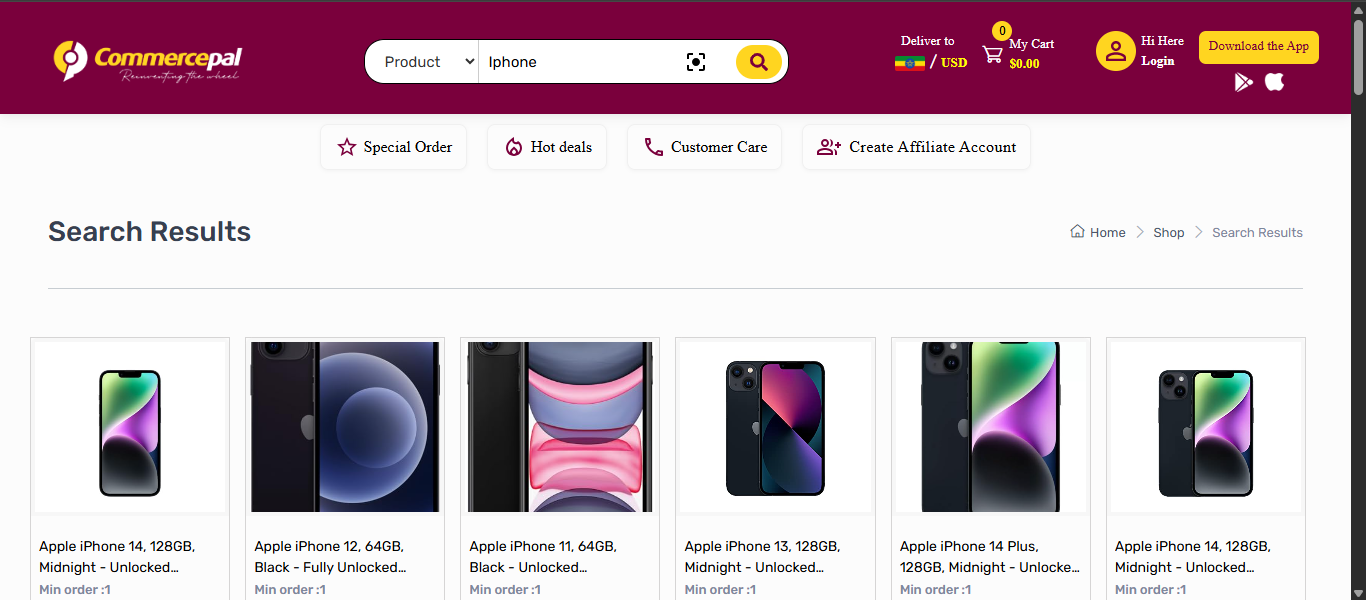 Commercepal
Reinventing the wheel
Product
Iphone
Deliver to
/ USD
0
My Cart
$0.00
Hi Here
Login
Download the App
Special Order
Hot deals
Customer Care
Create Affiliate Account
Search Results
Home
Shop
Search Results
Apple iPhone 14, 128GB,
Midnight - Unlocked...
Min order :1
Apple iPhone 12, 64GB,
Black - Fully Unlocked...
Min order :1
Apple iPhone 11, 64GB,
Black - Unlocked...
Min order :1
Apple iPhone 13, 128GB,
Midnight - Unlocked...
Min order :1
Apple iPhone 14 Plus,
128GB, Midnight - Unlocke...
Min order :1
Apple iPhone 14, 128GB,
Midnight - Unlocked...
Min order :1